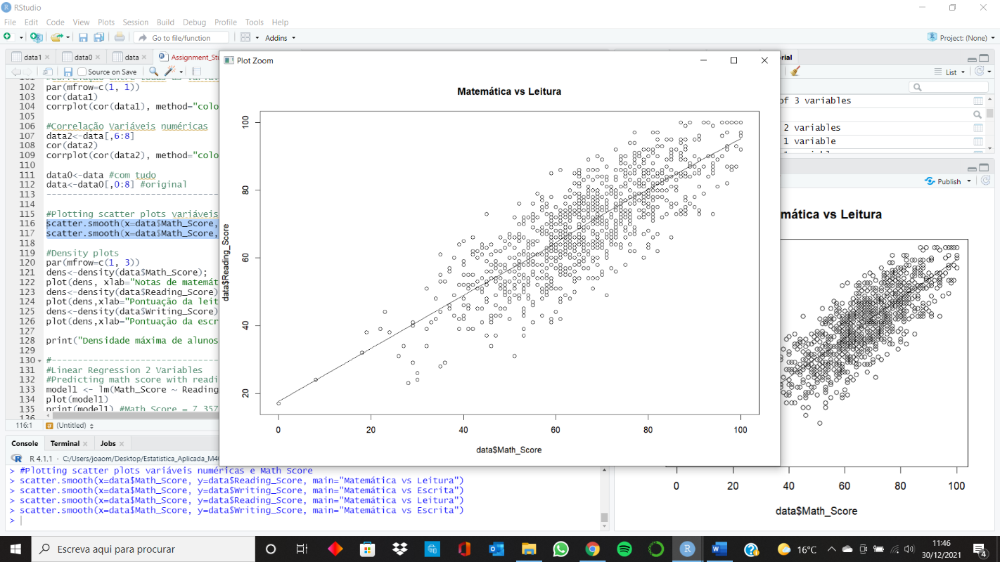 RStudio
File Edit Code View Plots Session Build Debug Profile Tools Help
Go to file/function
Addins
Project: (None)
data1
data0
data
Assignment_Stu
Source on Save
102 par(mfrow=c(1, 1))
103 cor(data1)
104 corrplot(cor(data1), method="colo
105
106 #Correlação Variáveis numéricas
107 data2<-data[,6:8]
108 cor(data2)
109 corrplot(cor(data2), method="colo
110
111 data0<-data #com tudo
112 data<-data0[,0:8] #original
113 ---------------------------------
114
115 #Plotting scatter plots variáveis
116 scatter.smooth(x=data$Math_Score,
117 scatter.smooth(x=data$Math_Score,
118
119 #Density plots
120 par(mfrow=c(1, 3))
121 dens<-density(data$Math_Score);
122 plot(dens, xlab="Notas de matemát
123 dens<-density(data$Reading_Score)
124 plot(dens,xlab="Pontuação da leit
125 dens<-density(data$Writing_Score)
126 plot(dens,xlab="Pontuação da escr
127
128 print("Densidade máxima de alunos
129
130 #--------------------------------
131 #Linear Regression 2 Variables
132 #Predicting math score with readi
133 model1 <- lm(Math_Score ~ Reading
134 plot(model1)
135 print(model1) #Math Score = 7.357
136
116:1 (Untitled)
Plot Zoom
Matemática vs Leitura
data$Reading_Score
100
80
60
40
20
0 20 40 60 80 100
data$Math_Score
rial
List
of 3 variables
2 variables
1 variable
Publish
mática vs Leitura
0 20 40 60 80 100
data$Math_Score
Console Terminal Jobs
R 4.1.1 · C:/Users/joaom/Desktop/Estatistica_Aplicada_M4
> #Plotting scatter plots variáveis numéricas e Math Score
> scatter.smooth(x=data$Math_Score, y=data$Reading_Score, main="Matemática vs Leitura")
> scatter.smooth(x=data$Math_Score, y=data$Writing_Score, main="Matemática vs Escrita")
> scatter.smooth(x=data$Math_Score, y=data$Reading_Score, main="Matemática vs Leitura")
> scatter.smooth(x=data$Math_Score, y=data$Writing_Score, main="Matemática vs Escrita")
>
Escreva aqui para procurar
16°C
11:46
30/12/2021
4